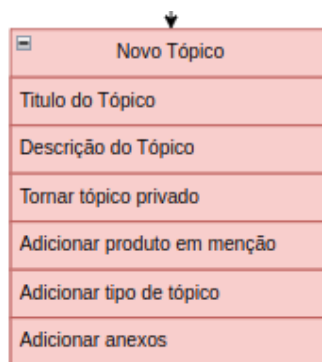 Novo Tópico
Titulo do Tópico
Descrição do Tópico
Tornar tópico privado
Adicionar produto em menção
Adicionar tipo de tópico
Adicionar anexos